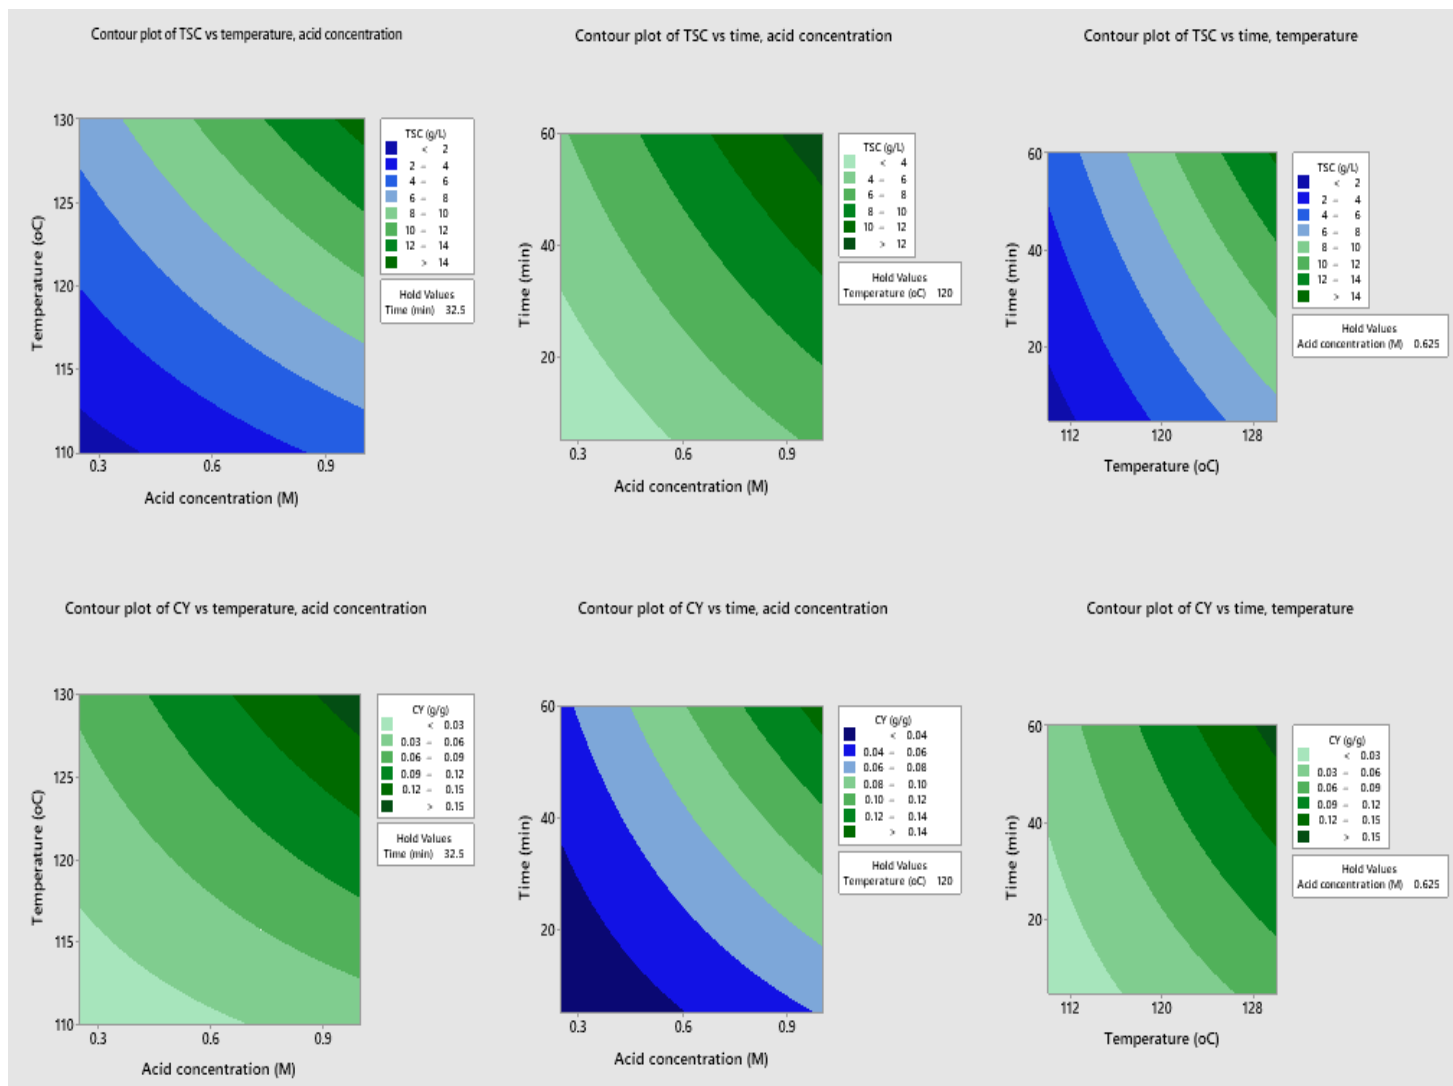 Contour plot of TSC vs temperature, acid concentration
130
125
120
115
110
0.3 0.6 0.9
Temperature (oC)
Acid concentration (M)
TSC (g/L)
< 2
2 – 4
4 – 6
6 – 8
8 – 10
10 – 12
12 – 14
> 14
Hold Values
Time (min) 32.5
Contour plot of TSC vs time, acid concentration
60
40
20
0.3 0.6 0.9
Time (min)
Acid concentration (M)
TSC (g/L)
< 4
4 – 6
6 – 8
8 – 10
10 – 12
> 12
Hold Values
Temperature (oC) 120
Contour plot of TSC vs time, temperature
60
40
20
112 120 128
Time (min)
Temperature (oC)
TSC (g/L)
< 2
2 – 4
4 – 6
6 – 8
8 – 10
10 – 12
12 – 14
> 14
Hold Values
Acid concentration (M) 0.625
Contour plot of CY vs temperature, acid concentration
130
125
120
115
110
0.3 0.6 0.9
Temperature (oC)
Acid concentration (M)
CY (g/g)
< 0.03
0.03 – 0.06
0.06 – 0.09
0.09 – 0.12
0.12 – 0.15
> 0.15
Hold Values
Time (min) 32.5
Contour plot of CY vs time, acid concentration
60
40
20
0.3 0.6 0.9
Time (min)
Acid concentration (M)
CY (g/g)
< 0.04
0.04 – 0.06
0.06 – 0.08
0.08 – 0.10
0.10 – 0.12
0.12 – 0.14
> 0.14
Hold Values
Temperature (oC) 120
Contour plot of CY vs time, temperature
60
40
20
112 120 128
Time (min)
Temperature (oC)
CY (g/g)
< 0.03
0.03 – 0.06
0.06 – 0.09
0.09 – 0.12
0.12 – 0.15
> 0.15
Hold Values
Acid concentration (M) 0.625